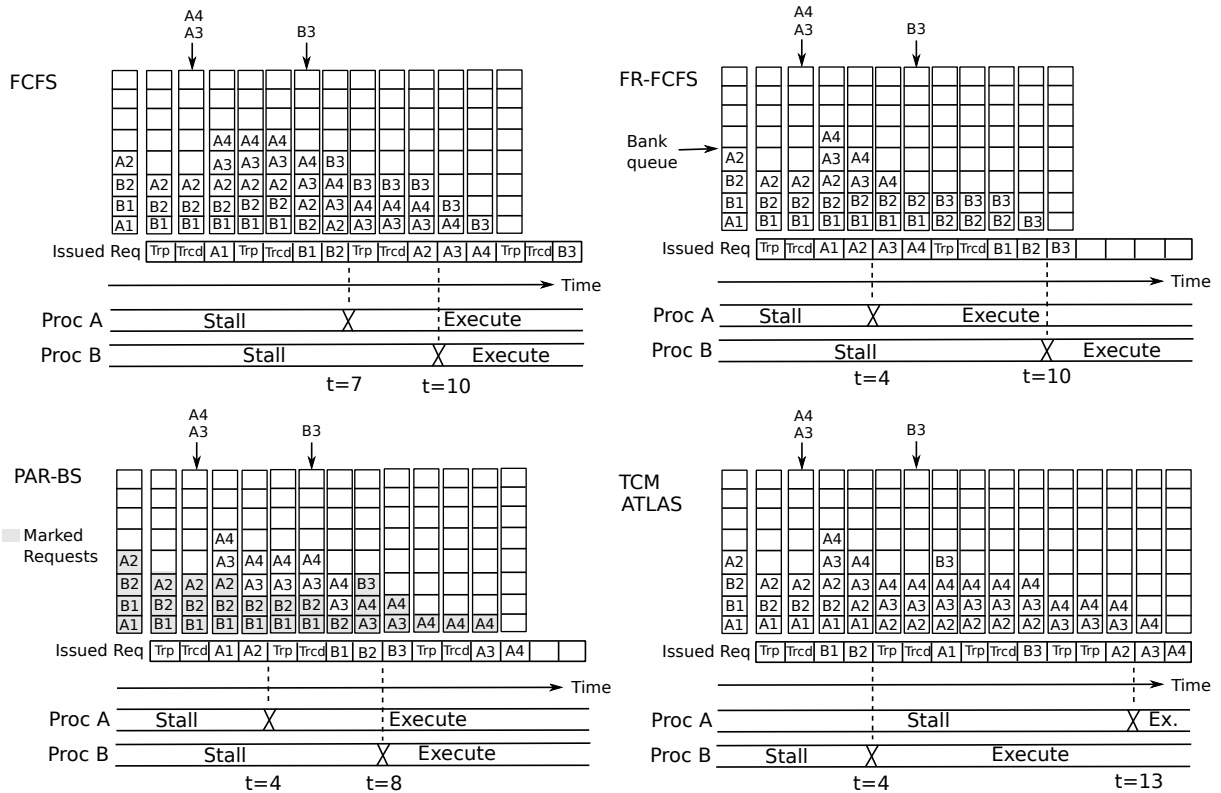 A4
A3
B3
FCFS
A4 A4 A4
A2 A3 A3 A3 A4 B3
B2 A2 A2 A2 A2 A2 A3 A4 B3 B3 B3
B1 B2 B2 B2 B2 B2 A2 A3 A4 A4 A4 B3
A1 B1 B1 B1 B1 B1 B2 A2 A3 A3 A3 A4 B3
Issued Req Trp Trcd A1 Trp Trcd B1 B2 Trp Trcd A2 A3 A4 Trp Trcd B3
Time
Proc A Stall Execute
Proc B Stall Execute
t=7 t=10
A4
A3
B3
FR-FCFS
Bank
queue
A4
A2 A3 A4
B2 A2 A2 A2 A3 A4
B1 B2 B2 B2 B2 B2 B2 B3 B3 B3
A1 B1 B1 B1 B1 B1 B1 B2 B2 B2 B3
Issued Req Trp Trcd A1 A2 A3 A4 Trp Trcd B1 B2 B3
Time
Proc A Stall Execute
Proc B Stall Execute
t=4 t=10
A4
A3
B3
PAR-BS
Marked
Requests
A4
A2 A3 A4 A4 A4
B2 A2 A2 A2 A3 A3 A3 A4 B3
B1 B2 B2 B2 B2 B2 B2 A3 A4 A4
A1 B1 B1 B1 B1 B1 B1 B2 A3 A3 A4 A4 A4
Issued Req Trp Trcd A1 A2 Trp Trcd B1 B2 B3 Trp Trcd A3 A4
Time
Proc A Stall Execute
Proc B Stall Execute
t=4 t=8
A4
A3
B3
TCM
ATLAS
A4
A2 A3 A4 B3
B2 A2 A2 A2 A3 A4 A4 A4 A4 A4 A4
B1 B2 B2 B2 A2 A3 A3 A3 A3 A3 A3 A4 A4 A4
A1 A1 A1 A1 A1 A2 A2 A2 A2 A2 A2 A3 A3 A3 A4
Issued Req Trp Trcd B1 B2 Trp Trcd A1 Trp Trcd B3 Trp Trp A2 A3 A4
Time
Proc A Stall Ex.
Proc B Stall Execute
t=4 t=13